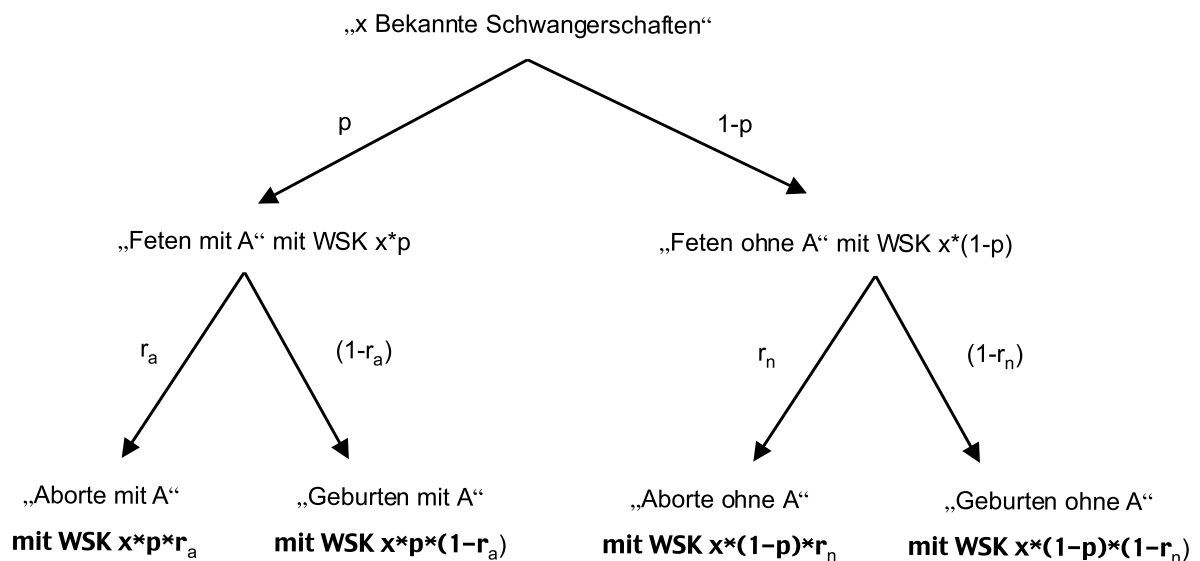 „x Bekannte Schwangerschaften“
p
1-p
„Feten mit A“ mit WSK x*p
„Feten ohne A“ mit WSK x*(1-p)
rₐ
(1-rₐ)
rₙ
(1-rₙ)
„Aborte mit A“
mit WSK x*p*rₐ
„Geburten mit A“
mit WSK x*p*(1-rₐ)
„Aborte ohne A“
mit WSK x*(1-p)*rₙ
„Geburten ohne A“
mit WSK x*(1-p)*(1-rₙ)